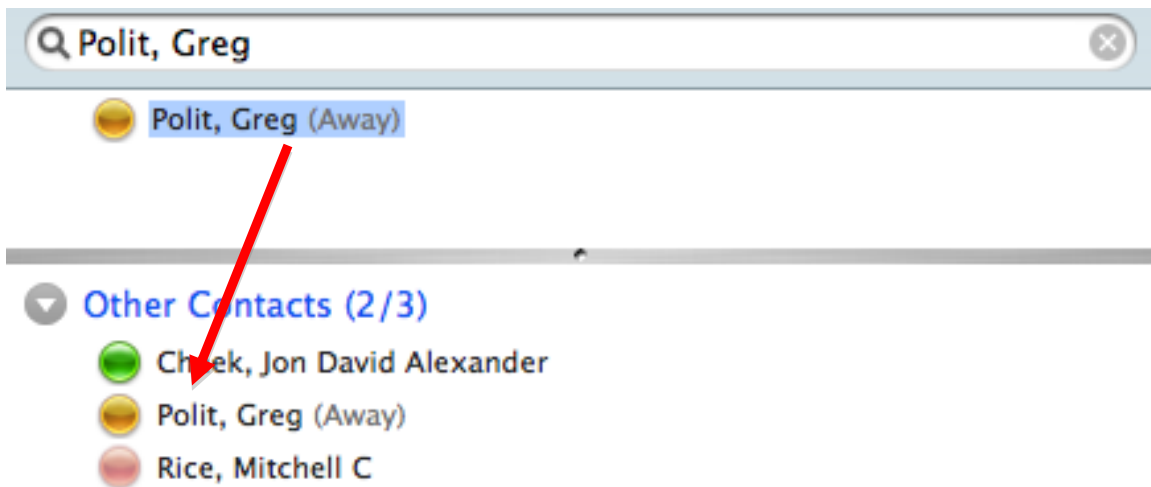 Polit, Greg
Polit, Greg (Away)
Other Contacts (2/3)
Cheek, Jon David Alexander
Polit, Greg (Away)
Rice, Mitchell C